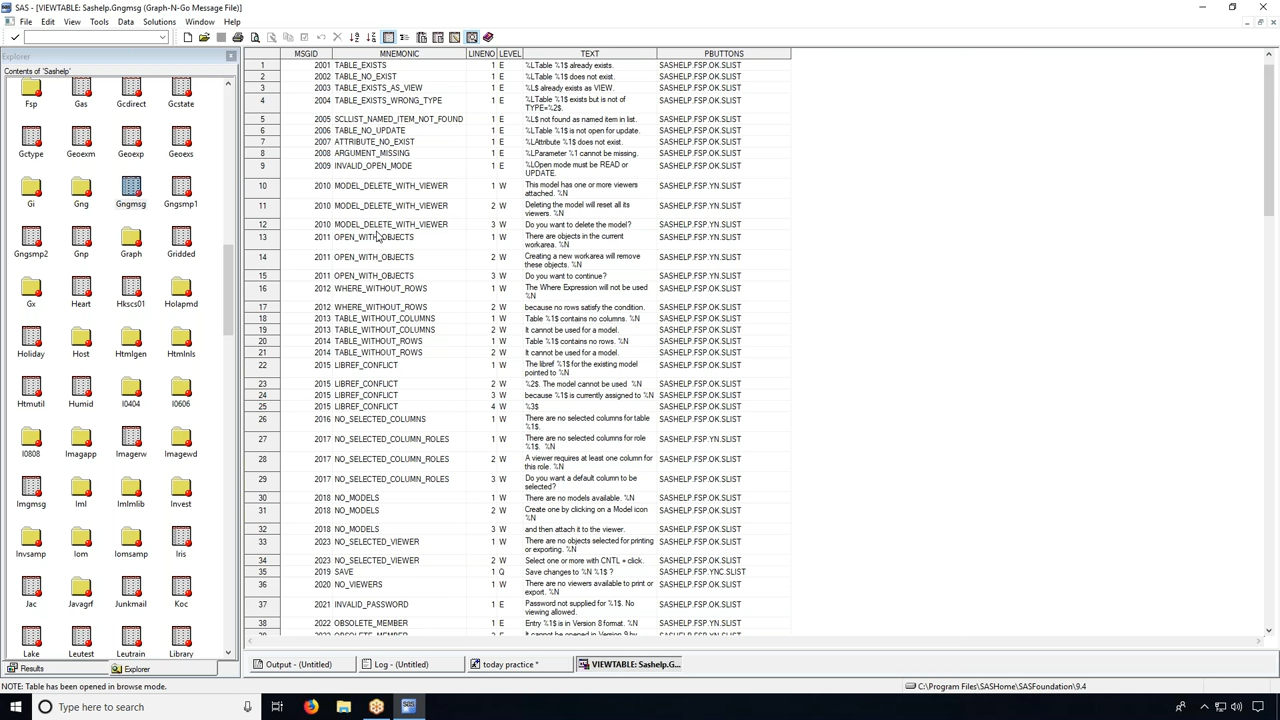 SAS - [VIEWTABLE: Sashelp.Gngmsg (Graph-N-Go Message File)]
File Edit View Tools Data Solutions Window Help
Explorer
Contents of 'Sashelp'
Fsp Gas Gcdirect Gcstate
Gctype Geoexm Geoexp Geoexs
Gi Gng Gngmsg Gngsmp1
Gngsmp2 Gnp Graph Gridded
Gx Heart Hkscs01 Holapmd
Holiday Host Htmlgen Htmlnls
Htmutil Humid I0404 I0606
I0808 Imagapp Imagerw Imagewd
Imgmsg Iml Imlmlib Invest
Invsamp Iom Iomsamp Iris
Jac Javagrf Junkmail Koc
Lake Leutest Leutrain Library
Results Explorer
MSGID MNEMONIC LINENO LEVEL TEXT PBUTTONS
1 2001 TABLE_EXISTS 1 E %LTable %1$ already exists. SASHELP.FSP.OK.SLIST
2 2002 TABLE_NO_EXIST 1 E %LTable %1$ does not exist. SASHELP.FSP.OK.SLIST
3 2003 TABLE_EXISTS_AS_VIEW 1 E %L$ already exists as VIEW. SASHELP.FSP.OK.SLIST
4 2004 TABLE_EXISTS_WRONG_TYPE 1 E %LTable %1$ exists but is not of SASHELP.FSP.OK.SLIST
TYPE=%2$.
5 2005 SCLLIST_NAMED_ITEM_NOT_FOUND 1 E %L$ not found as named item in list. SASHELP.FSP.OK.SLIST
6 2006 TABLE_NO_UPDATE 1 E %LTable %1$ is not open for update. SASHELP.FSP.OK.SLIST
7 2007 ATTRIBUTE_NO_EXIST 1 E %LAttribute %1$ does not exist. SASHELP.FSP.OK.SLIST
8 2008 ARGUMENT_MISSING 1 E %LParameter %1 cannot be missing. SASHELP.FSP.OK.SLIST
9 2009 INVALID_OPEN_MODE 1 E %LOpen mode must be READ or SASHELP.FSP.OK.SLIST
UPDATE.
10 2010 MODEL_DELETE_WITH_VIEWER 1 W This model has one or more viewers SASHELP.FSP.YN.SLIST
attached. %N
11 2010 MODEL_DELETE_WITH_VIEWER 2 W Deleting the model will reset all its SASHELP.FSP.YN.SLIST
viewers. %N
12 2010 MODEL_DELETE_WITH_VIEWER 3 W Do you want to delete the model? SASHELP.FSP.YN.SLIST
13 2011 OPEN_WITH_OBJECTS 1 W There are objects in the current SASHELP.FSP.YN.SLIST
workarea. %N
14 2011 OPEN_WITH_OBJECTS 2 W Creating a new workarea will remove SASHELP.FSP.YN.SLIST
these objects. %N
15 2011 OPEN_WITH_OBJECTS 3 W Do you want to continue? SASHELP.FSP.YN.SLIST
16 2012 WHERE_WITHOUT_ROWS 1 W The Where Expression will not be used SASHELP.FSP.OK.SLIST
%N
17 2012 WHERE_WITHOUT_ROWS 2 W because no rows satisfy the condition. SASHELP.FSP.OK.SLIST
18 2013 TABLE_WITHOUT_COLUMNS 1 W Table %1$ contains no columns. %N SASHELP.FSP.OK.SLIST
19 2013 TABLE_WITHOUT_COLUMNS 2 W It cannot be used for a model. SASHELP.FSP.OK.SLIST
20 2014 TABLE_WITHOUT_ROWS 1 W Table %1$ contains no rows. %N SASHELP.FSP.OK.SLIST
21 2014 TABLE_WITHOUT_ROWS 2 W It cannot be used for a model. SASHELP.FSP.OK.SLIST
22 2015 LIBREF_CONFLICT 1 W The libref %1$ for the existing model SASHELP.FSP.OK.SLIST
pointed to %N
23 2015 LIBREF_CONFLICT 2 W %2$. The model cannot be used %N SASHELP.FSP.OK.SLIST
24 2015 LIBREF_CONFLICT 3 W because %1$ is currently assigned to %N SASHELP.FSP.OK.SLIST
25 2015 LIBREF_CONFLICT 4 W %3$ SASHELP.FSP.OK.SLIST
26 2016 NO_SELECTED_COLUMNS 1 W There are no selected columns for table SASHELP.FSP.OK.SLIST
%1$.
27 2017 NO_SELECTED_COLUMN_ROLES 1 W There are no selected columns for role SASHELP.FSP.YN.SLIST
%1$. %N
28 2017 NO_SELECTED_COLUMN_ROLES 2 W A viewer requires at least one column for SASHELP.FSP.YN.SLIST
this role. %N
29 2017 NO_SELECTED_COLUMN_ROLES 3 W Do you want a default column to be SASHELP.FSP.YN.SLIST
selected?
30 2018 NO_MODELS 1 W There are no models available. %N SASHELP.FSP.OK.SLIST
31 2018 NO_MODELS 2 W Create one by clicking on a Model icon SASHELP.FSP.OK.SLIST
%N
32 2018 NO_MODELS 3 W and then attach it to the viewer. SASHELP.FSP.OK.SLIST
33 2023 NO_SELECTED_VIEWER 1 W There are no objects selected for printing SASHELP.FSP.OK.SLIST
or exporting. %N
34 2023 NO_SELECTED_VIEWER 2 W Select one or more with CNTL + click. SASHELP.FSP.OK.SLIST
35 2019 SAVE 1 Q Save changes to %N %1$ ? SASHELP.FSP.YNC.SLIST
36 2020 NO_VIEWERS 1 W There are no viewers available to print or SASHELP.FSP.OK.SLIST
export. %N
37 2021 INVALID_PASSWORD 1 E Password not supplied for %1$. No SASHELP.FSP.OK.SLIST
viewing allowed.
38 2022 OBSOLETE_MEMBER 1 E Entry %1$ is in Version 8 format. %N SASHELP.FSP.OK.SLIST
Output - (Untitled) Log - (Untitled) today practice * VIEWTABLE: Sashelp.G...
NOTE: Table has been opened in browse mode. C:\Program Files\SASHome\SASFoundation\9.4
Type here to search